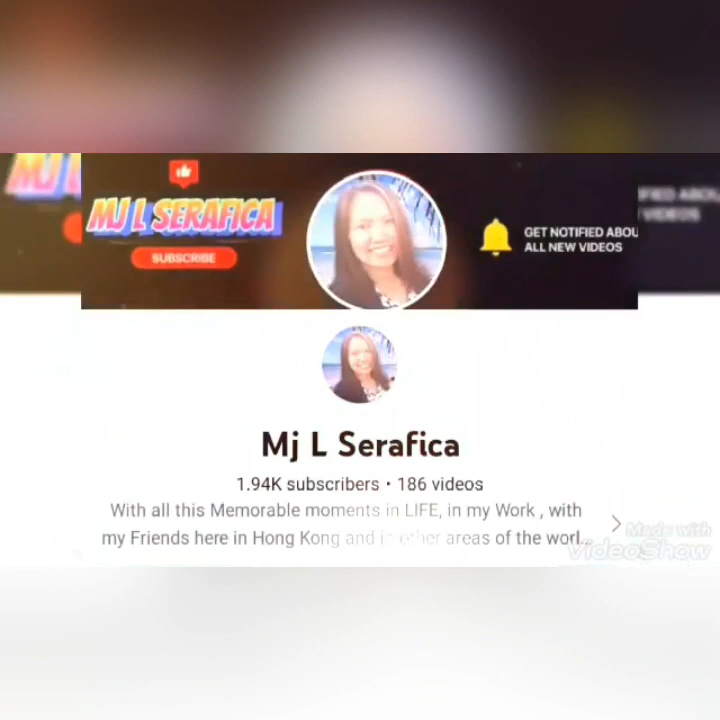 MJ L SERAFICA
SUBSCRIBE
GET NOTIFIED ABOU
ALL NEW VIDEOS
Mj L Serafica
1.94K subscribers • 186 videos
With all this Memorable moments in LIFE, in my Work , with
my Friends here in Hong Kong and in other areas of the worl..
Made with
VideoShow